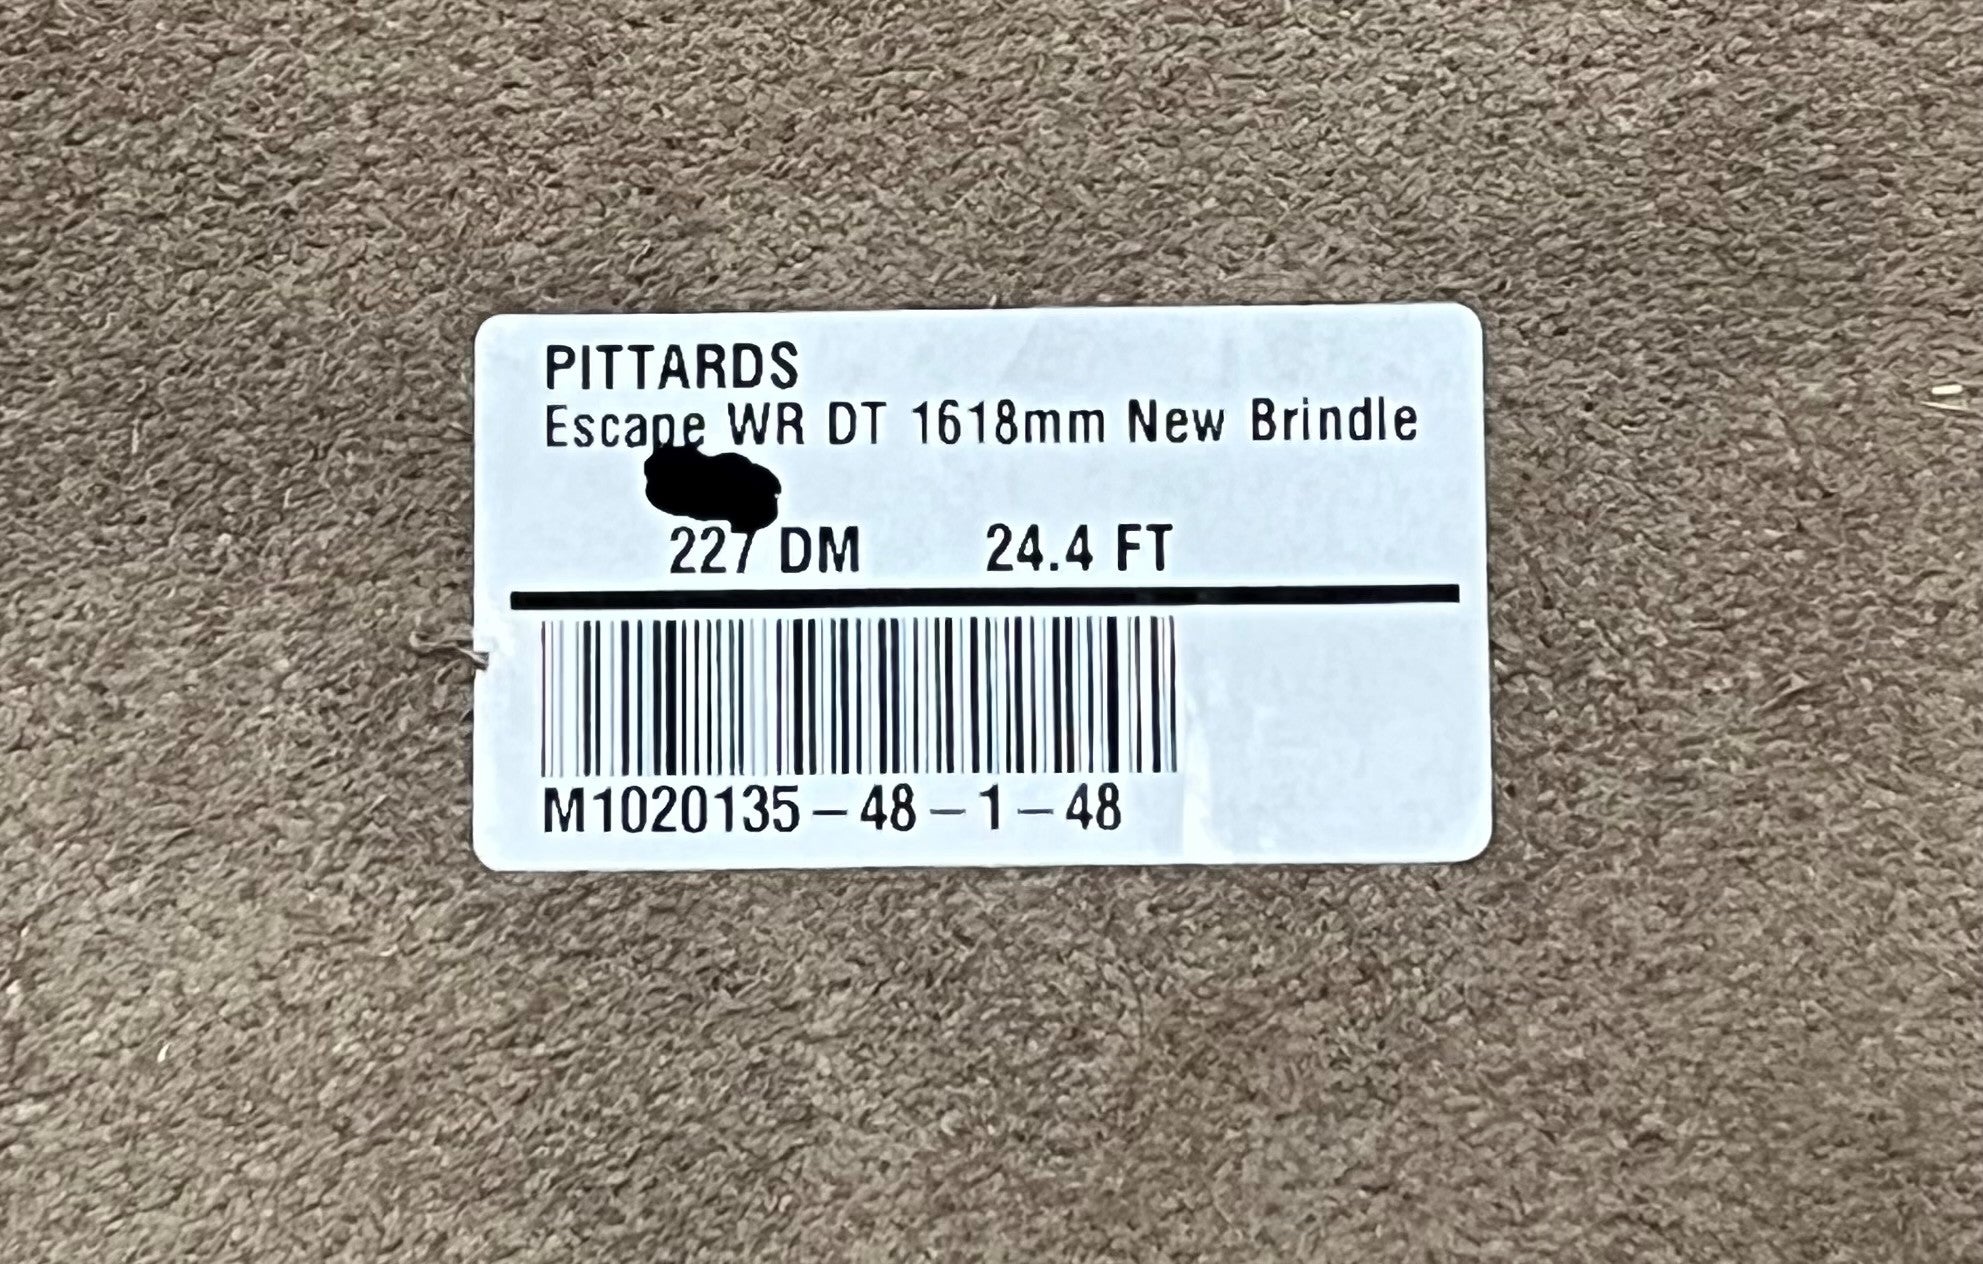 PITTARDS
Escape WR DT 1618mm New Brindle
227 DM 24.4 FT
M1020135-48-1-48